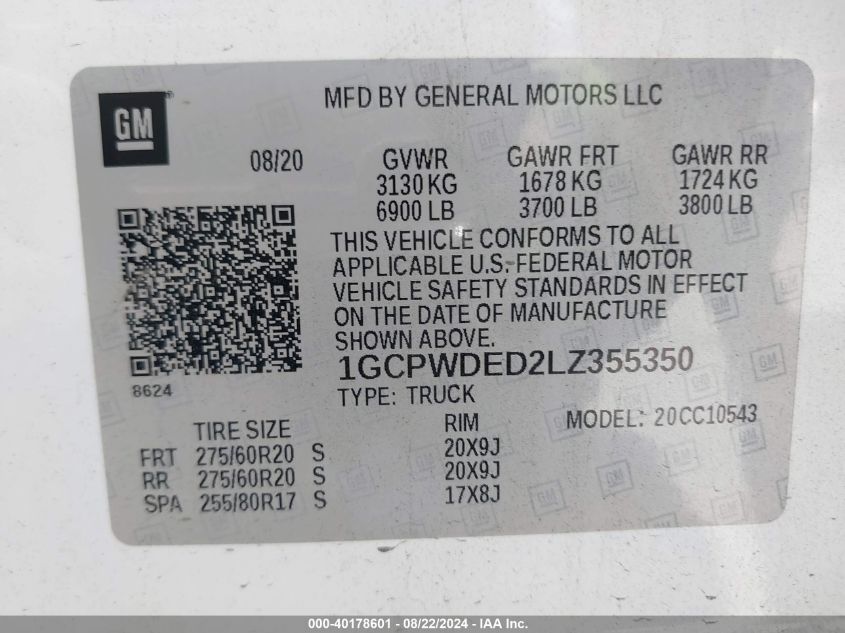 MFD BY GENERAL MOTORS LLC
GM®
08/20 GVWR GAWR FRT GAWR RR
3130 KG 1678 KG 1724 KG
6900 LB 3700 LB 3800 LB
THIS VEHICLE CONFORMS TO ALL
APPLICABLE U.S. FEDERAL MOTOR
VEHICLE SAFETY STANDARDS IN EFFECT
ON THE DATE OF MANUFACTURE
SHOWN ABOVE.
1GCPWDED2LZ355350
8624
TYPE: TRUCK
TIRE SIZE RIM MODEL: 20CC10543
FRT 275/60R20 S 20X9J
RR 275/60R20 S 20X9J
SPA 255/80R17 S 17X8J
000-40178601 - 08/22/2024 - IAA Inc.